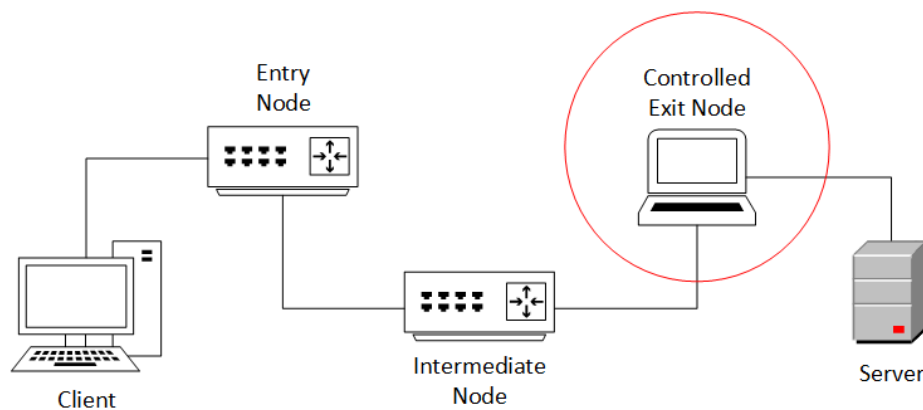 Entry
Node
Controlled
Exit Node
Intermediate
Node
Client
Server